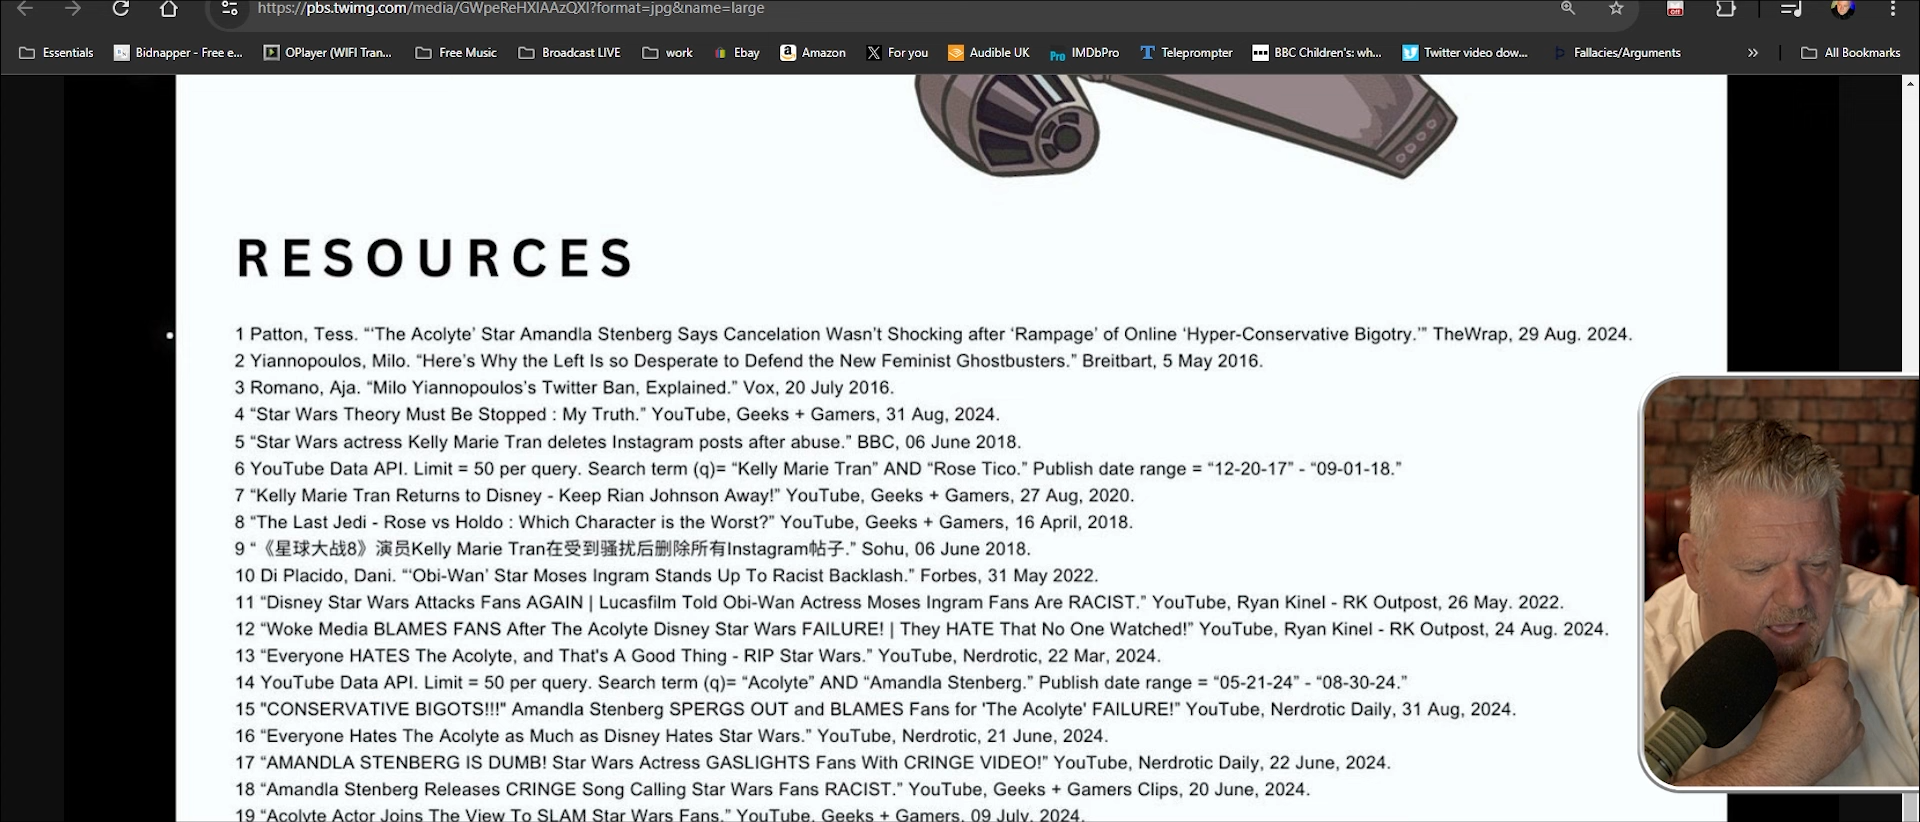 https://pbs.twimg.com/media/GWpeReHXIAAzQXI?format=jpg&name=large
Essentials Bidnapper - Free e... OPlayer (WIFI Tran... Free Music Broadcast LIVE work Ebay Amazon For you Audible UK Pro IMDbPro Teleprompter BBC Children's: wh... Twitter video dow... Fallacies/Arguments » All Bookmarks
RESOURCES
1 Patton, Tess. “‘The Acolyte’ Star Amandla Stenberg Says Cancelation Wasn’t Shocking after ‘Rampage’ of Online ‘Hyper-Conservative Bigotry.’” TheWrap, 29 Aug. 2024.
2 Yiannopoulos, Milo. “Here’s Why the Left Is so Desperate to Defend the New Feminist Ghostbusters.” Breitbart, 5 May 2016.
3 Romano, Aja. “Milo Yiannopoulos’s Twitter Ban, Explained.” Vox, 20 July 2016.
4 “Star Wars Theory Must Be Stopped : My Truth.” YouTube, Geeks + Gamers, 31 Aug, 2024.
5 “Star Wars actress Kelly Marie Tran deletes Instagram posts after abuse.” BBC, 06 June 2018.
6 YouTube Data API. Limit = 50 per query. Search term (q)= “Kelly Marie Tran” AND “Rose Tico.” Publish date range = “12-20-17” - “09-01-18.”
7 “Kelly Marie Tran Returns to Disney - Keep Rian Johnson Away!” YouTube, Geeks + Gamers, 27 Aug, 2020.
8 “The Last Jedi - Rose vs Holdo : Which Character is the Worst?” YouTube, Geeks + Gamers, 16 April, 2018.
9 “《星球大战8》演员Kelly Marie Tran在受到骚扰后删除所有Instagram帖子.” Sohu, 06 June 2018.
10 Di Placido, Dani. “‘Obi-Wan’ Star Moses Ingram Stands Up To Racist Backlash.” Forbes, 31 May 2022.
11 “Disney Star Wars Attacks Fans AGAIN | Lucasfilm Told Obi-Wan Actress Moses Ingram Fans Are RACIST.” YouTube, Ryan Kinel - RK Outpost, 26 May. 2022.
12 “Woke Media BLAMES FANS After The Acolyte Disney Star Wars FAILURE! | They HATE That No One Watched!” YouTube, Ryan Kinel - RK Outpost, 24 Aug. 2024.
13 “Everyone HATES The Acolyte, and That's A Good Thing - RIP Star Wars.” YouTube, Nerdrotic, 22 Mar, 2024.
14 YouTube Data API. Limit = 50 per query. Search term (q)= “Acolyte” AND “Amandla Stenberg.” Publish date range = “05-21-24” - “08-30-24.”
15 "CONSERVATIVE BIGOTS!!!" Amandla Stenberg SPERGS OUT and BLAMES Fans for 'The Acolyte' FAILURE!” YouTube, Nerdrotic Daily, 31 Aug, 2024.
16 “Everyone Hates The Acolyte as Much as Disney Hates Star Wars.” YouTube, Nerdrotic, 21 June, 2024.
17 “AMANDLA STENBERG IS DUMB! Star Wars Actress GASLIGHTS Fans With CRINGE VIDEO!” YouTube, Nerdrotic Daily, 22 June, 2024.
18 “Amandla Stenberg Releases CRINGE Song Calling Star Wars Fans RACIST.” YouTube, Geeks + Gamers Clips, 20 June, 2024.
19 “Acolyte Actor Joins The View To SLAM Star Wars Fans.” YouTube, Geeks + Gamers, 09 July, 2024.